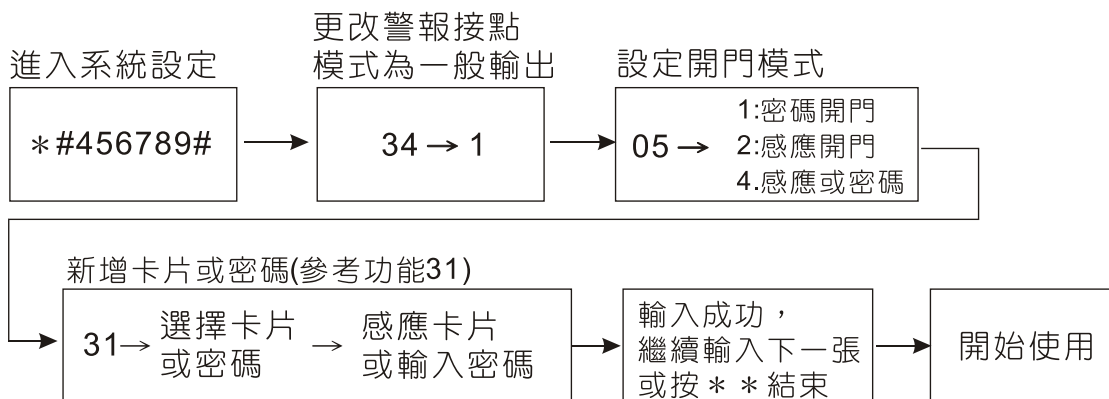 進入系統設定
更改警報接點
模式為一般輸出
設定開門模式
＊#456789#
34 → 1
05 →
1:密碼開門
2:感應開門
4.感應或密碼
新增卡片或密碼(參考功能31)
31→ 選擇卡片 → 感應卡片
或密碼 或輸入密碼
輸入成功，
繼續輸入下一張
或按＊＊結束
開始使用